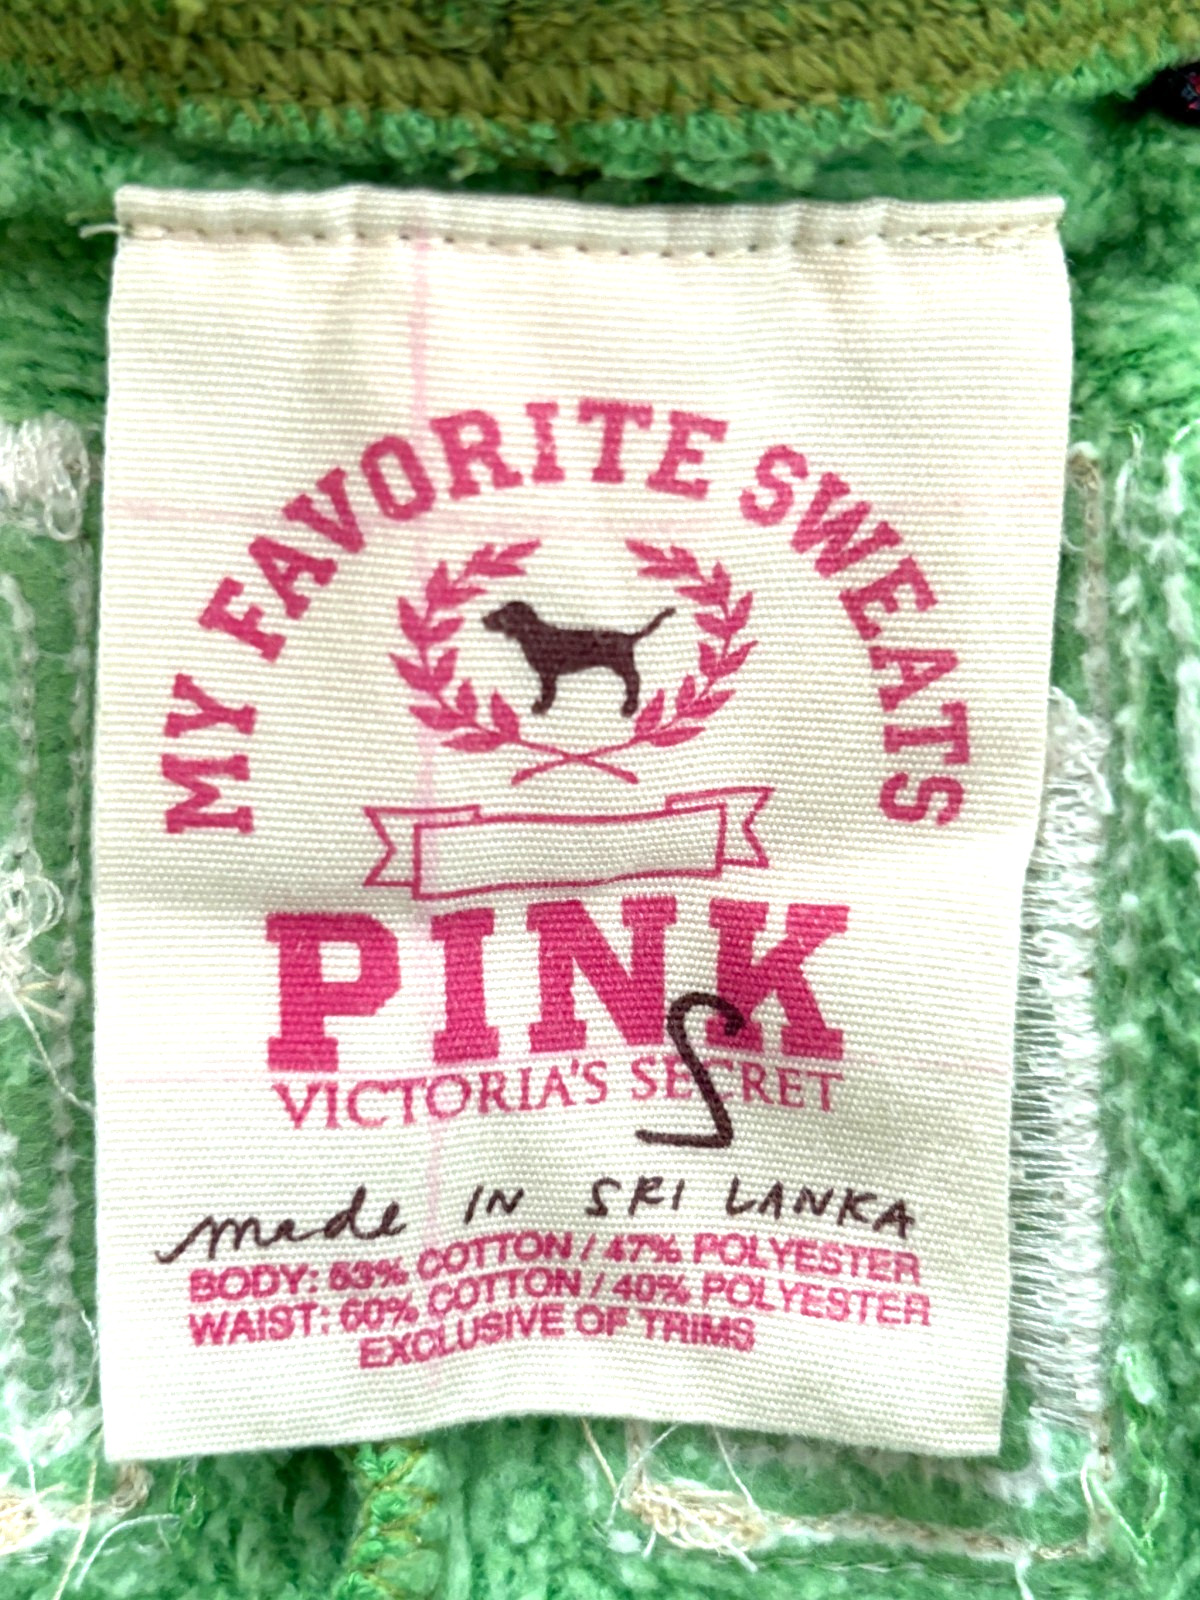 MY FAVORITE SWEATS
PINK
VICTORIA'S SECRET
S
made IN SRI LANKA
BODY: 53% COTTON / 47% POLYESTER
WAIST: 60% COTTON / 40% POLYESTER
EXCLUSIVE OF TRIMS